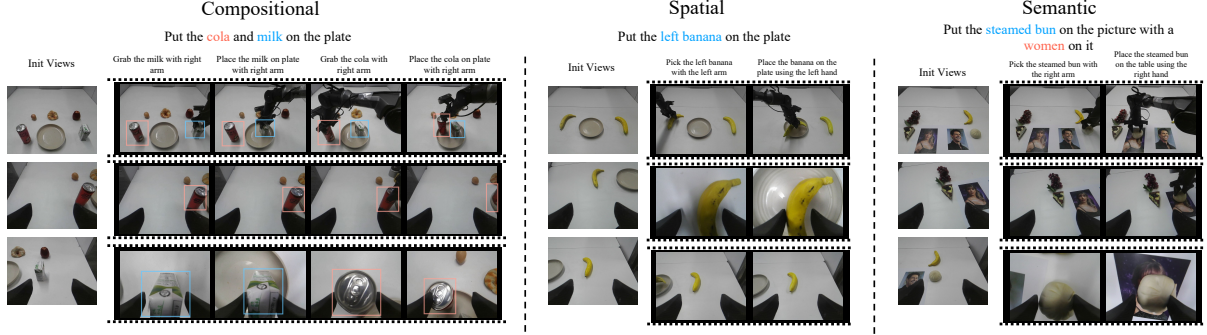 Compositional
Put the cola and milk on the plate
Init Views
Grab the milk with right
arm
Place the milk on plate
with right arm
Grab the cola with
right arm
Place the cola on plate
with right arm
Spatial
Put the left banana on the plate
Init Views
Pick the left banana
with the left arm
Place the banana on the
plate using the left hand
Semantic
Put the steamed bun on the picture with a
women on it
Init Views
Pick the steamed bun with
the right arm
Place the steamed bun
on the table using the
right hand